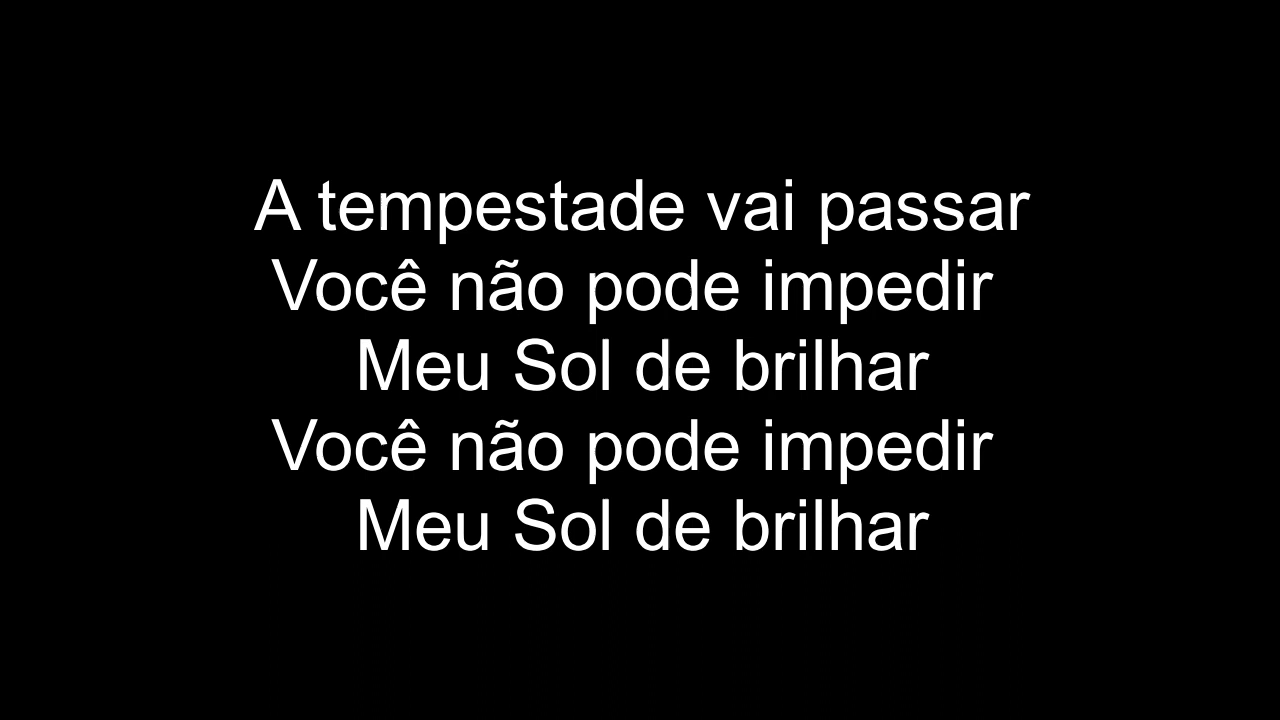 A tempestade vai passar
Você não pode impedir
Meu Sol de brilhar
Você não pode impedir
Meu Sol de brilhar